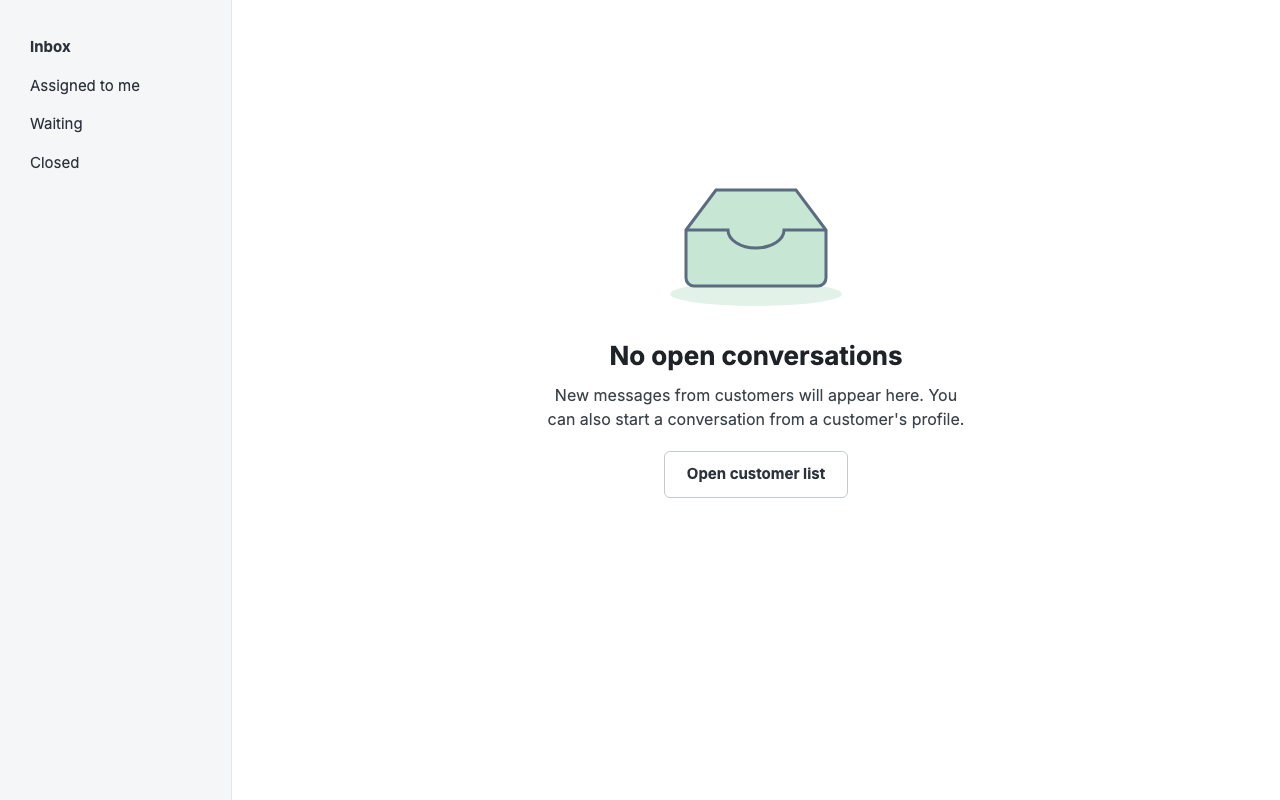 Inbox
Assigned to me
Waiting
Closed
No open conversations
New messages from customers will appear here. You
can also start a conversation from a customer's profile.
Open customer list